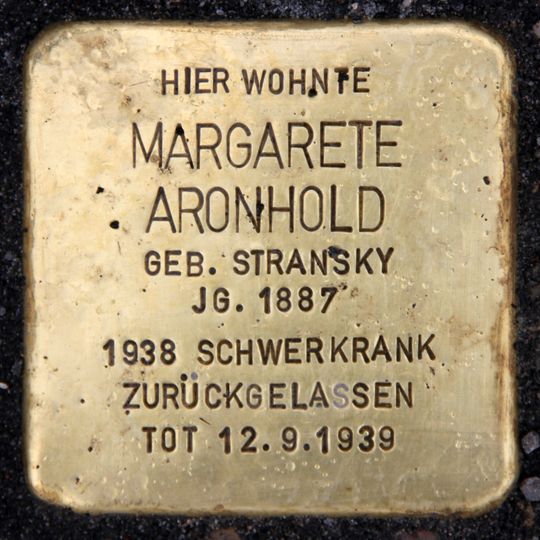 HIER WOHNTE
MARGARETE
ARONHOLD
GEB. STRANSKY
JG. 1887
1938 SCHWERKRANK
ZURÜCKGELASSEN
TOT 12.9.1939